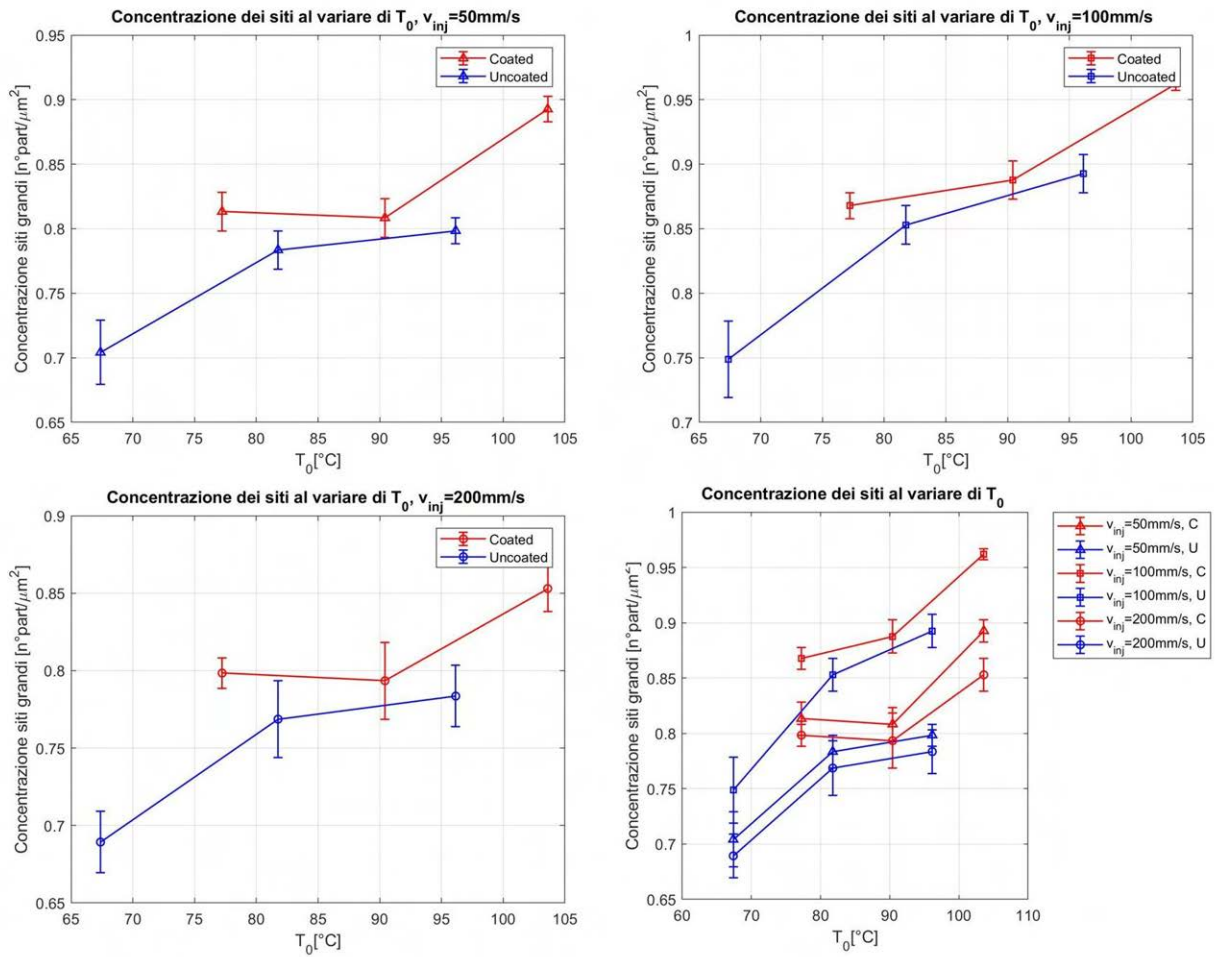 Concentrazione dei siti al variare di T0, vinj=50mm/s
Concentrazione siti grandi [n°part/μm2]
0.95
0.9
0.85
0.8
0.75
0.7
0.65
Coated
Uncoated
65 70 75 80 85 90 95 100 105
T0[°C]
Concentrazione dei siti al variare di T0, vinj=100mm/s
Concentrazione siti grandi [n°part/μm2]
1
0.95
0.9
0.85
0.8
0.75
0.7
Coated
Uncoated
65 70 75 80 85 90 95 100 105
T0[°C]
Concentrazione dei siti al variare di T0, vinj=200mm/s
Concentrazione siti grandi [n°part/μm2]
0.9
0.85
0.8
0.75
0.7
0.65
Coated
Uncoated
65 70 75 80 85 90 95 100 105
T0[°C]
Concentrazione dei siti al variare di T0
Concentrazione siti grandi [n°part/μm2]
1
0.95
0.9
0.85
0.8
0.75
0.7
0.65
60 70 80 90 100 110
T0[°C]
vinj=50mm/s, C
vinj=50mm/s, U
vinj=100mm/s, C
vinj=100mm/s, U
vinj=200mm/s, C
vinj=200mm/s, U